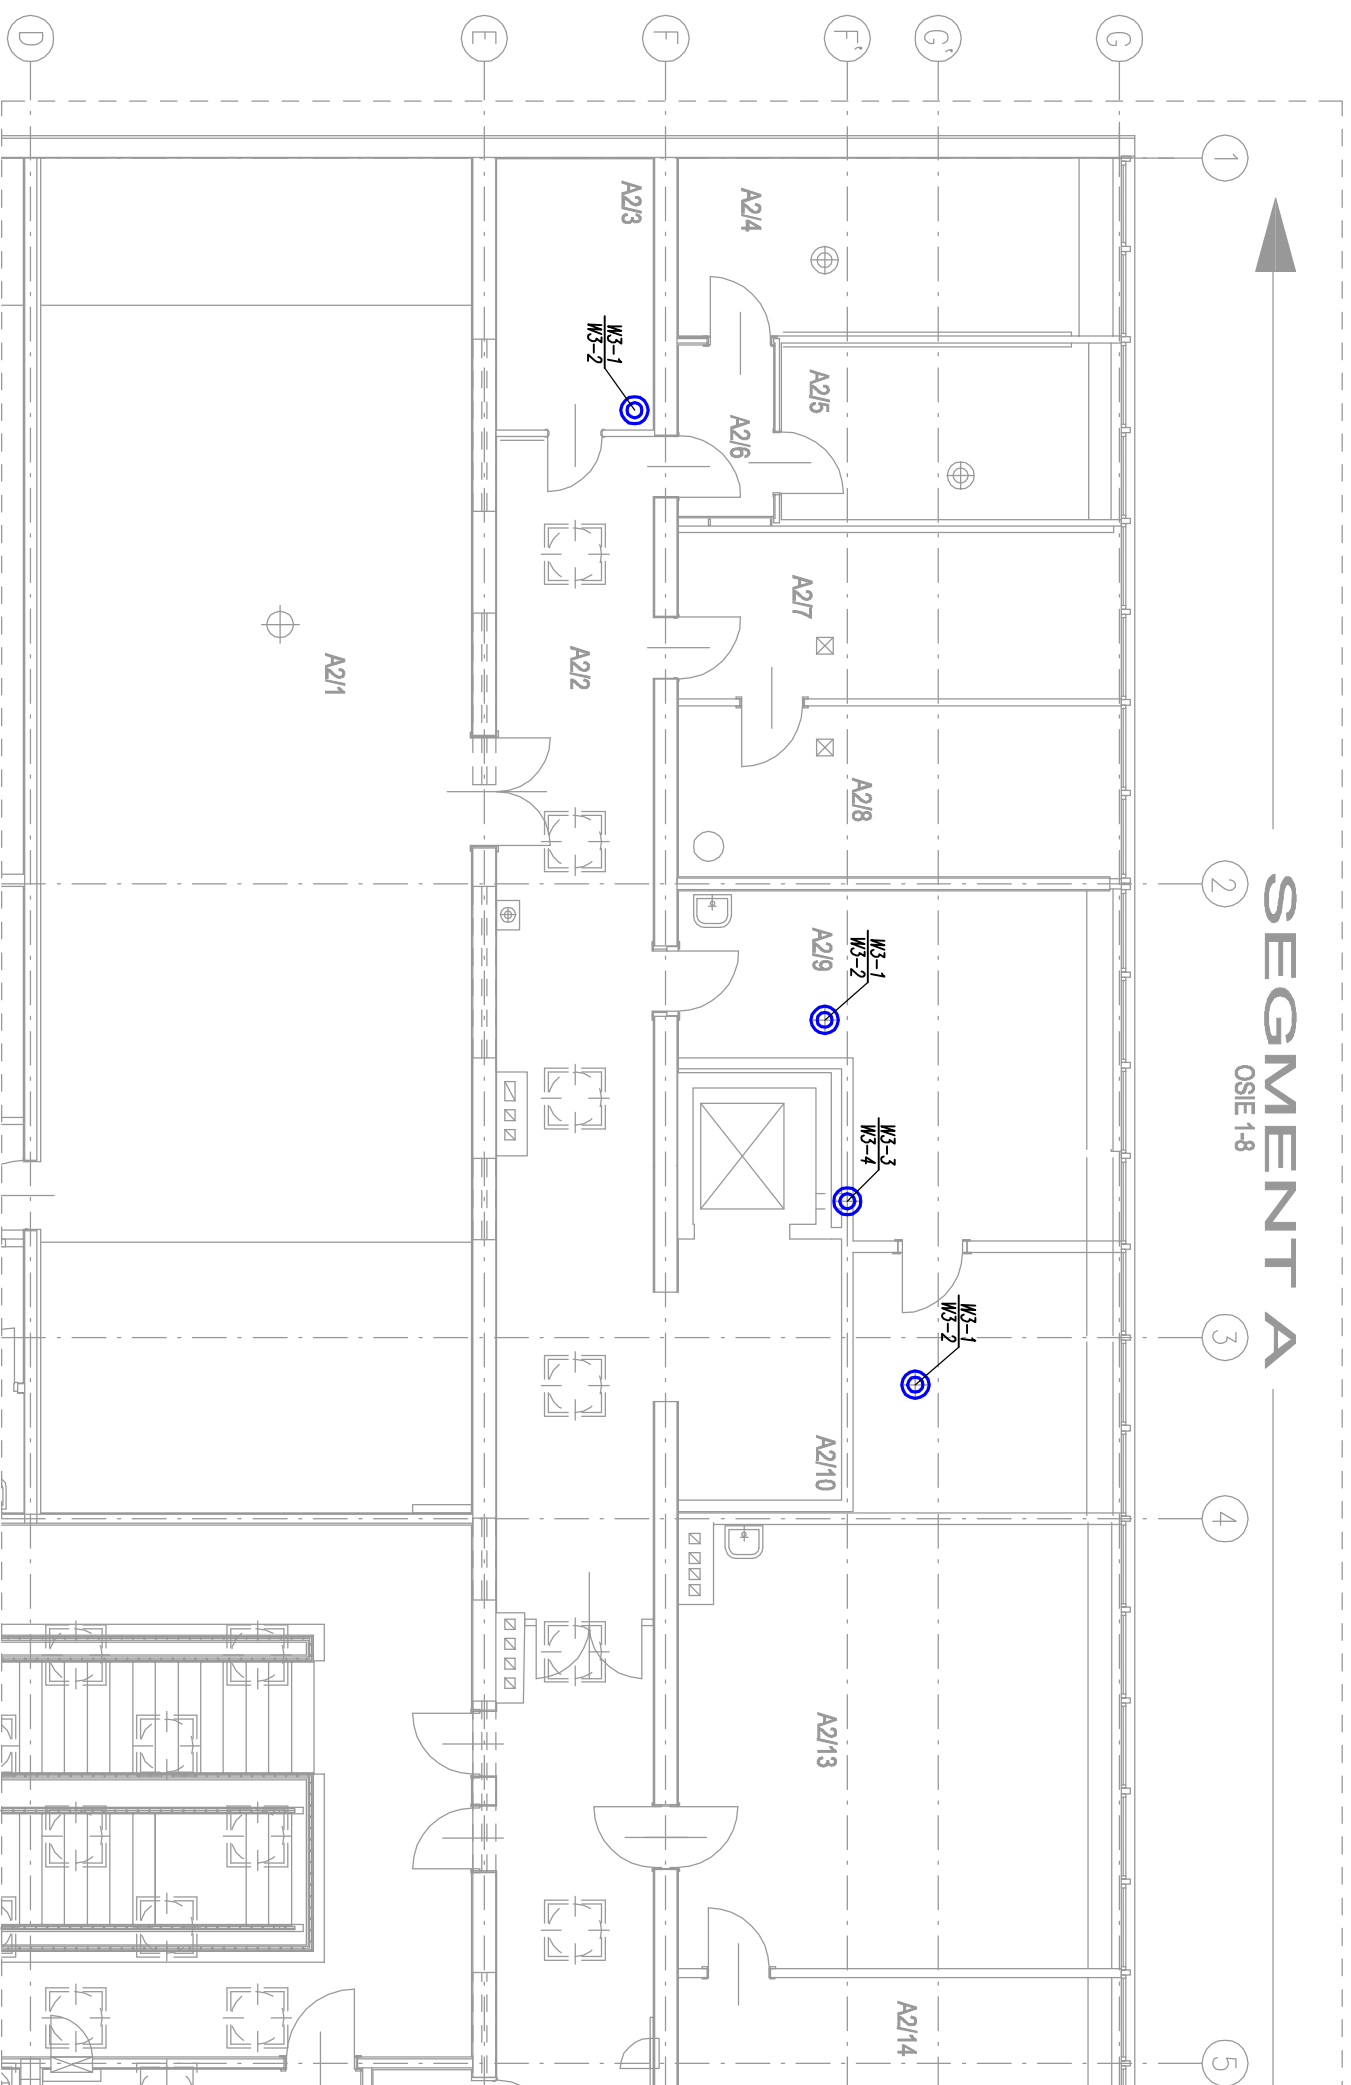 D
E
F
F'
G'
G
1
A2/3
A2/4
W3-1
W3-2
A2/5
A2/6
A2/7
A2/2
A2/1
A2/8
2
SEGMENT A
OSIE 1-8
A2/9
W3-1
W3-2
W3-3
W3-4
W3-1
W3-2
3
A2/10
4
A2/13
A2/14
5